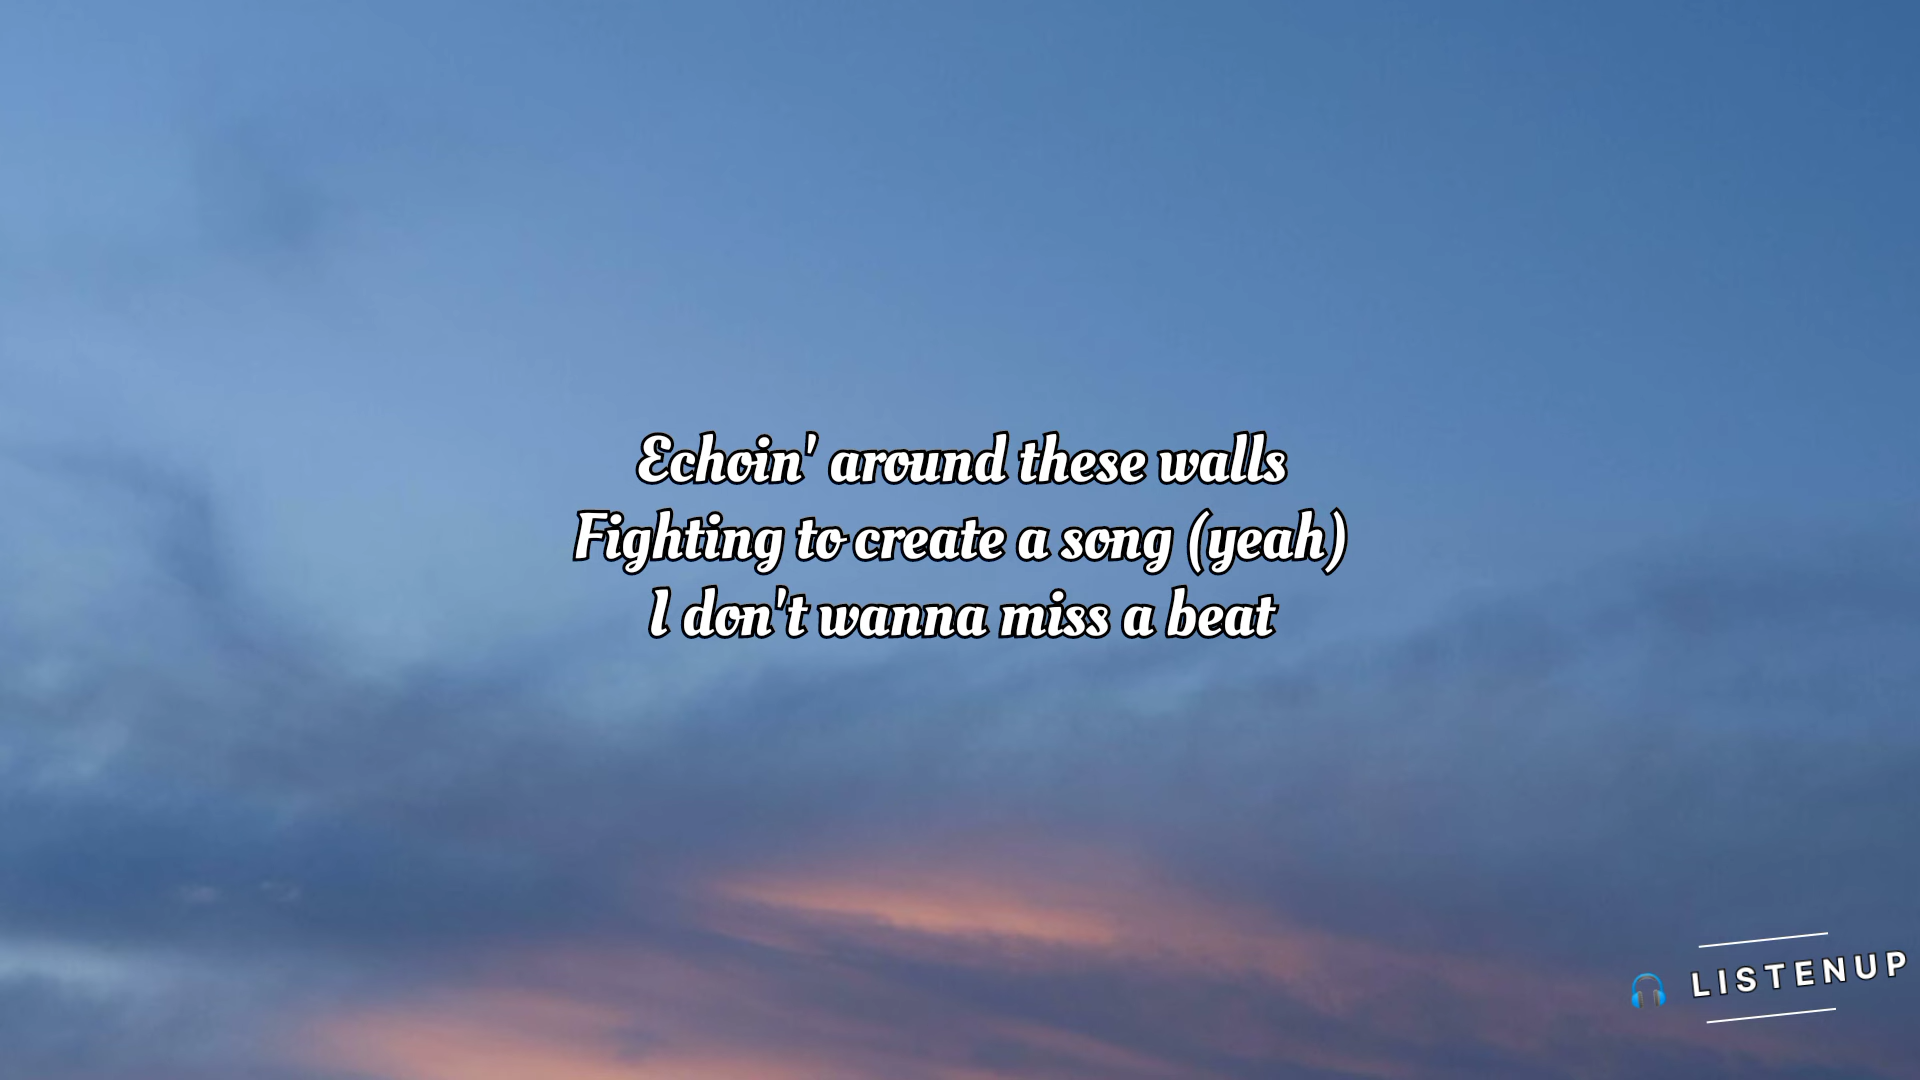 Echoin' around these walls
Fighting to create a song (yeah)
I don't wanna miss a beat
LISTENUP